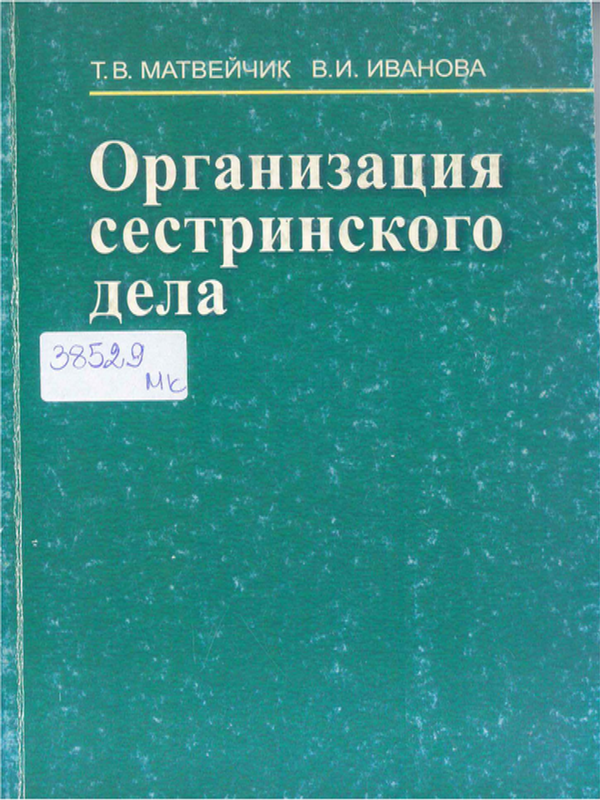 Т.В. МАТВЕЙЧИК В.И. ИВАНОВА
Организация
сестринского
дела
38529
МК